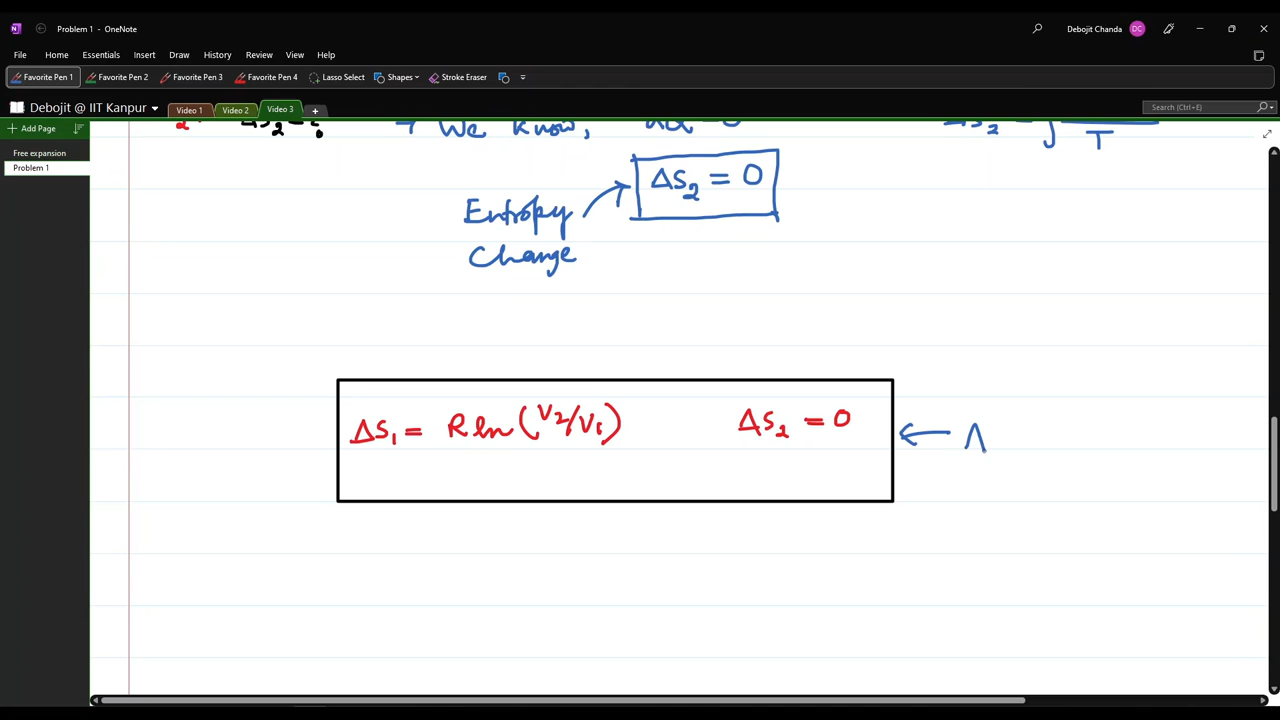 Problem 1 - OneNote
Debojit Chanda DC
File Home Essentials Insert Draw History Review View Help
Favorite Pen 1 Favorite Pen 2 Favorite Pen 3 Favorite Pen 4 Lasso Select Shapes Stroke Eraser
Debojit @ IIT Kanpur Video 1 Video 2 Video 3 + Search (Ctrl+E)
+ Add Page
Free expansion
Problem 1
We know,
T
ΔS₂ = 0
Entropy
Change
ΔS₁ = R ln (V₂/V₁) ΔS₂ = 0